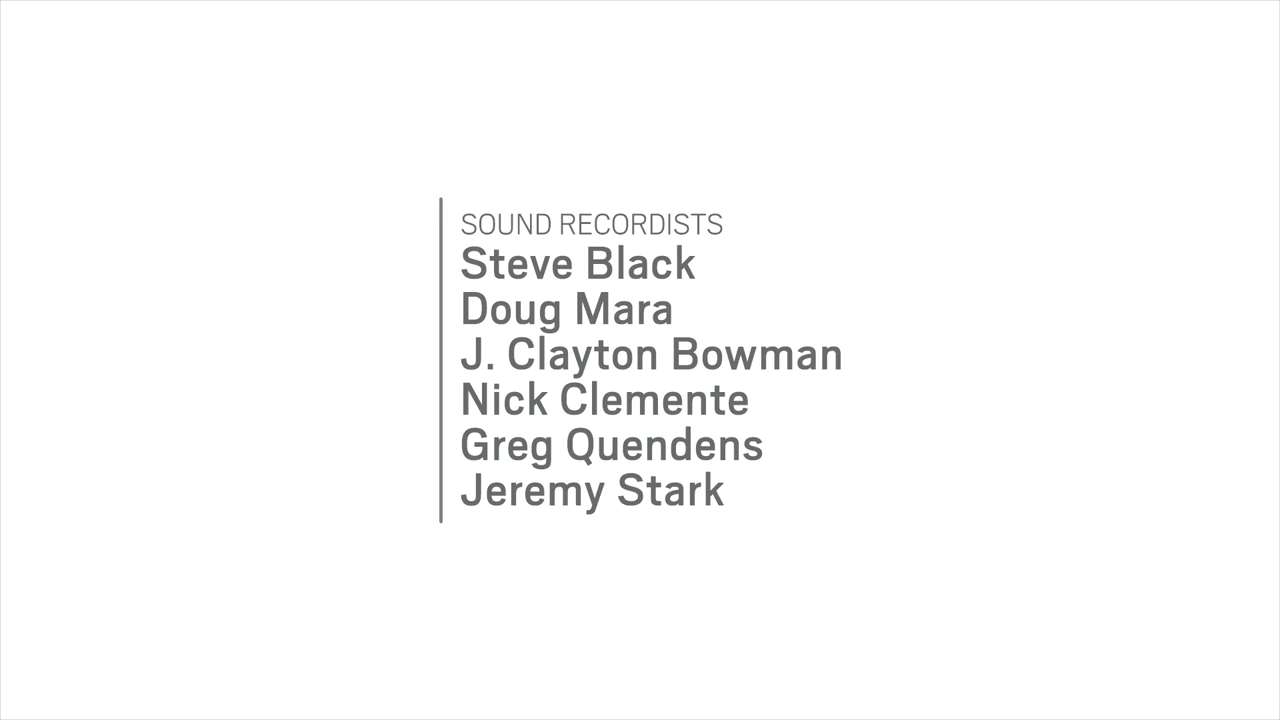 SOUND RECORDISTS
Steve Black
Doug Mara
J. Clayton Bowman
Nick Clemente
Greg Quendens
Jeremy Stark